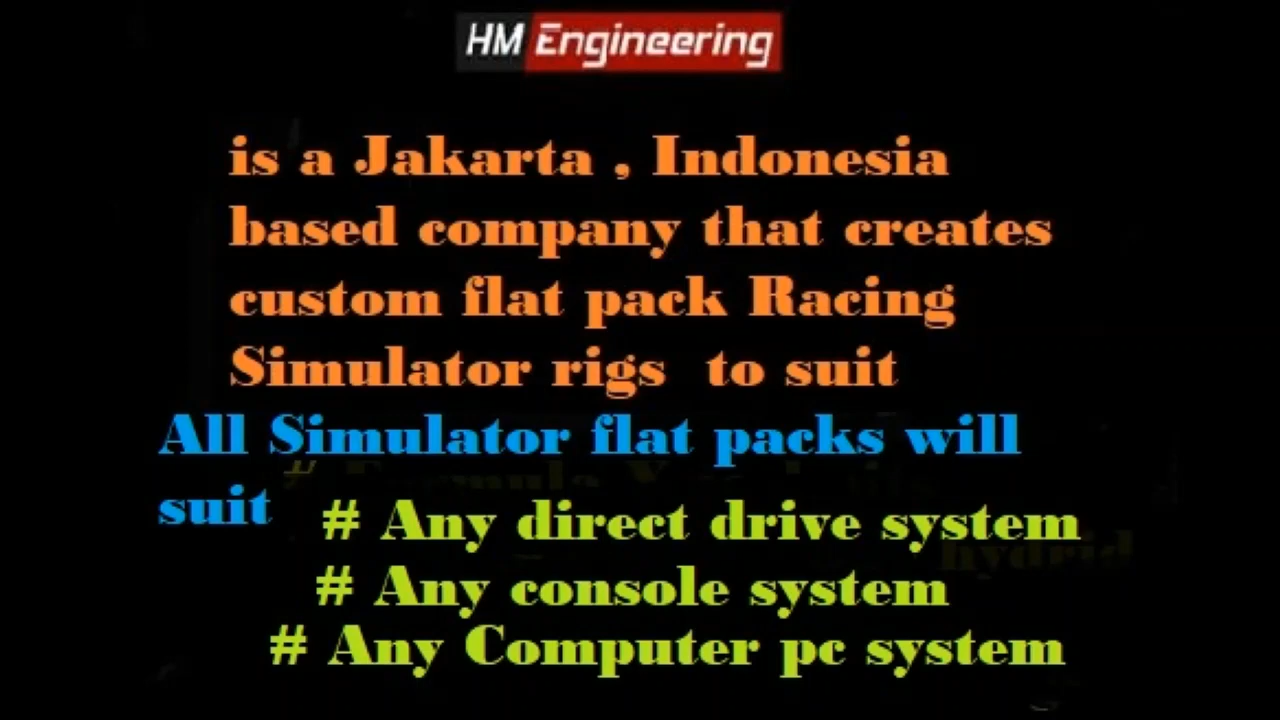 HM Engineering
is a Jakarta , Indonesia
based company that creates
custom flat pack Racing
Simulator rigs to suit
All Simulator flat packs will
suit
# Any direct drive system
# Any console system
# Any Computer pc system